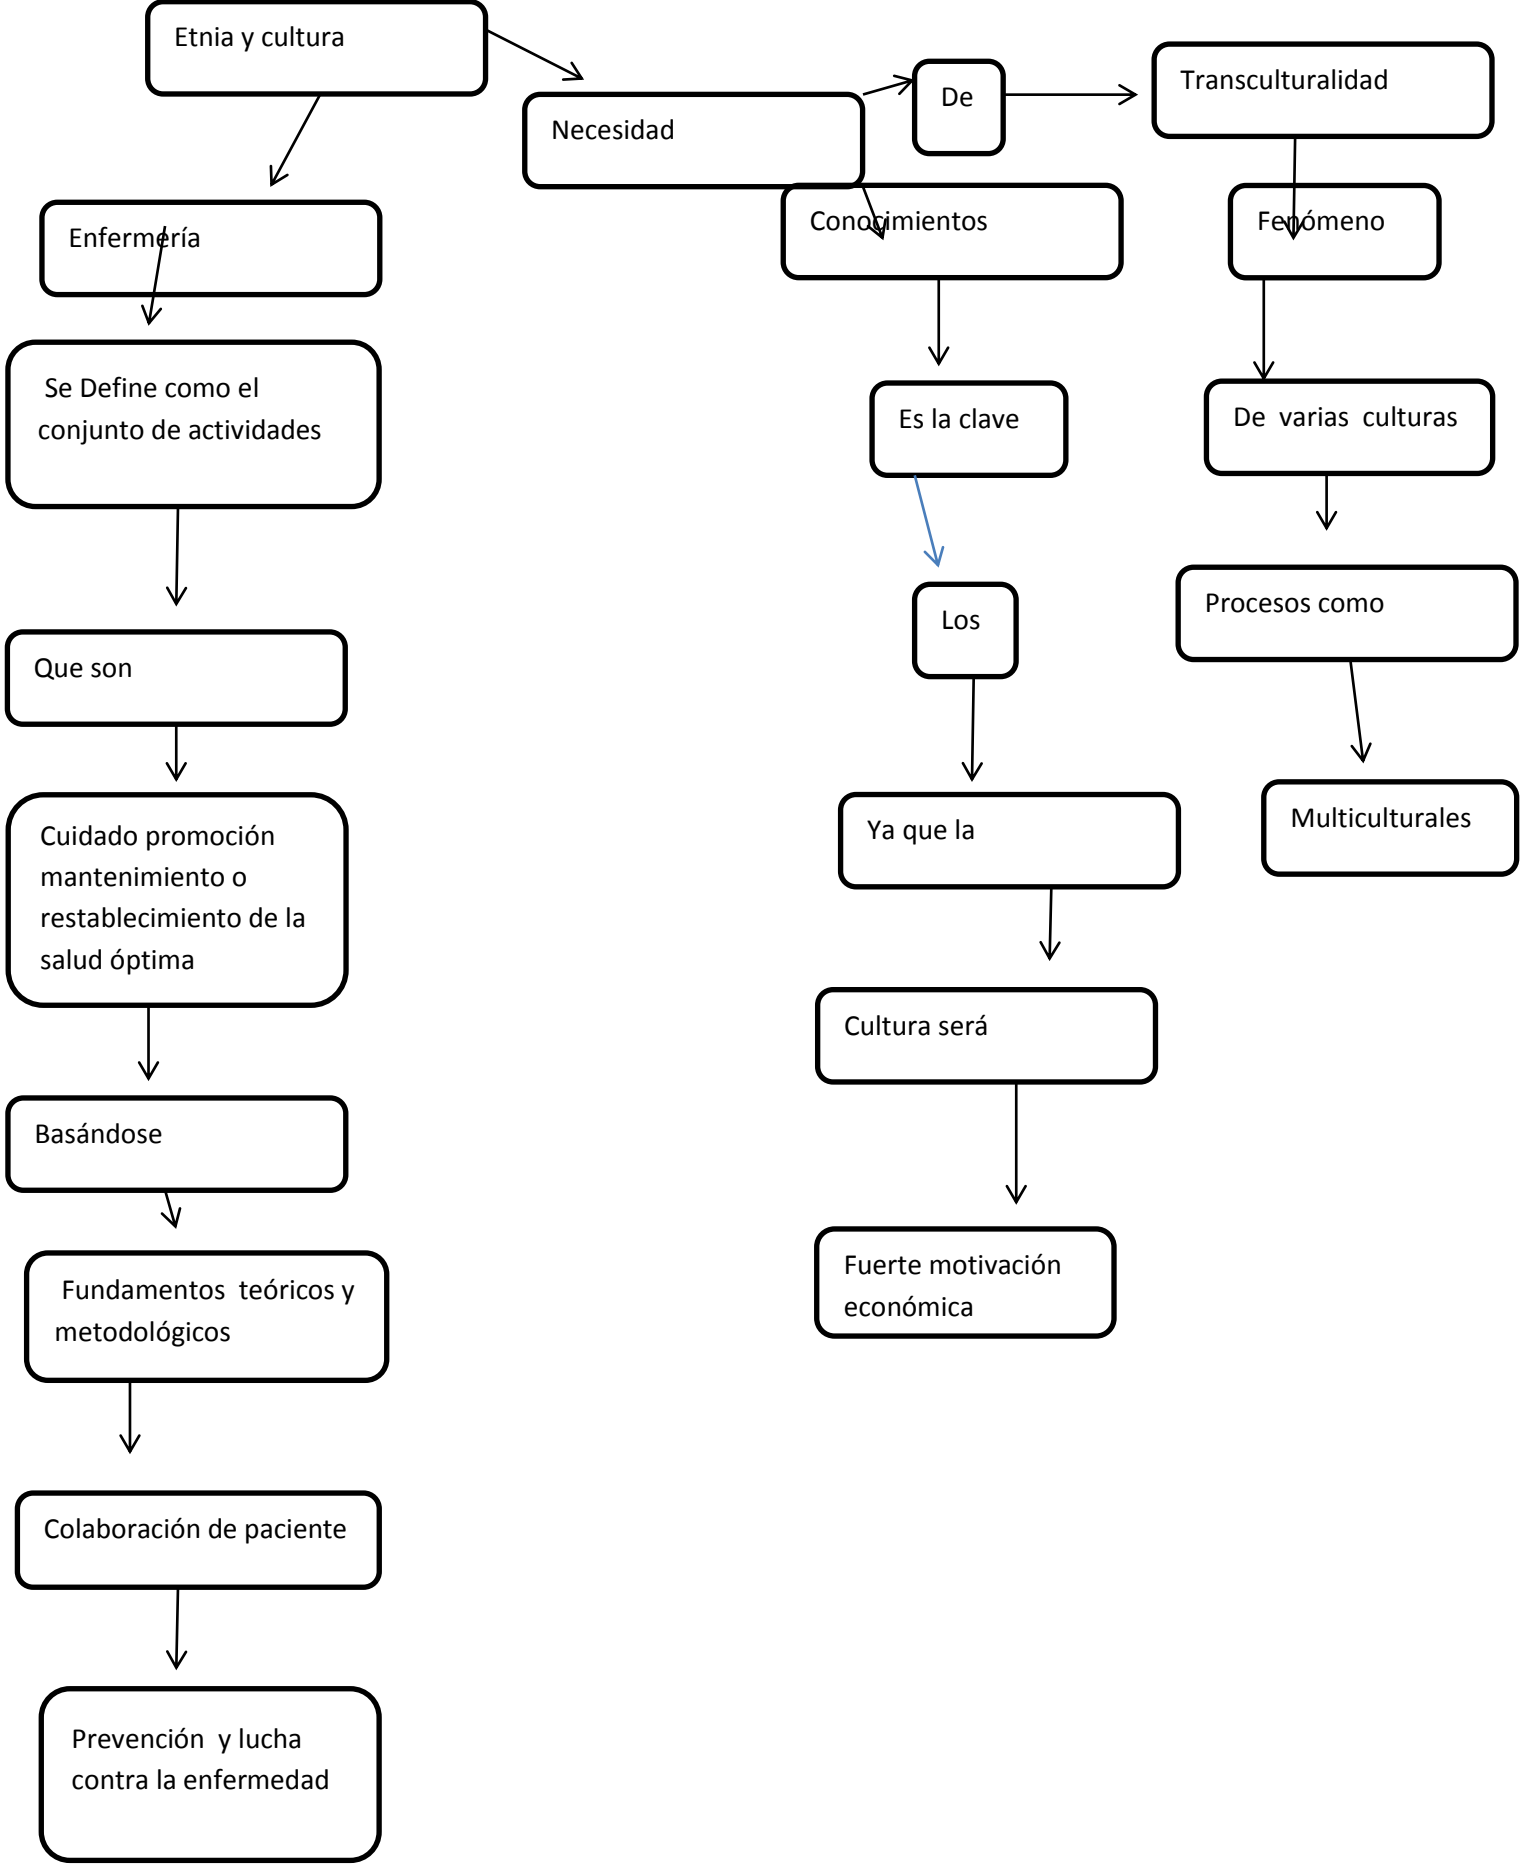 Etnia y cultura
Necesidad
De
Transculturalidad
Enfermería
Conocimientos
Fenómeno
Se Define como el
conjunto de actividades
Es la clave
De varias culturas
Que son
Los
Procesos como
Cuidado promoción
mantenimiento o
restablecimiento de la
salud óptima
Ya que la
Multiculturales
Basándose
Cultura será
Fundamentos teóricos y
metodológicos
Fuerte motivación
económica
Colaboración de paciente
Prevención y lucha
contra la enfermedad